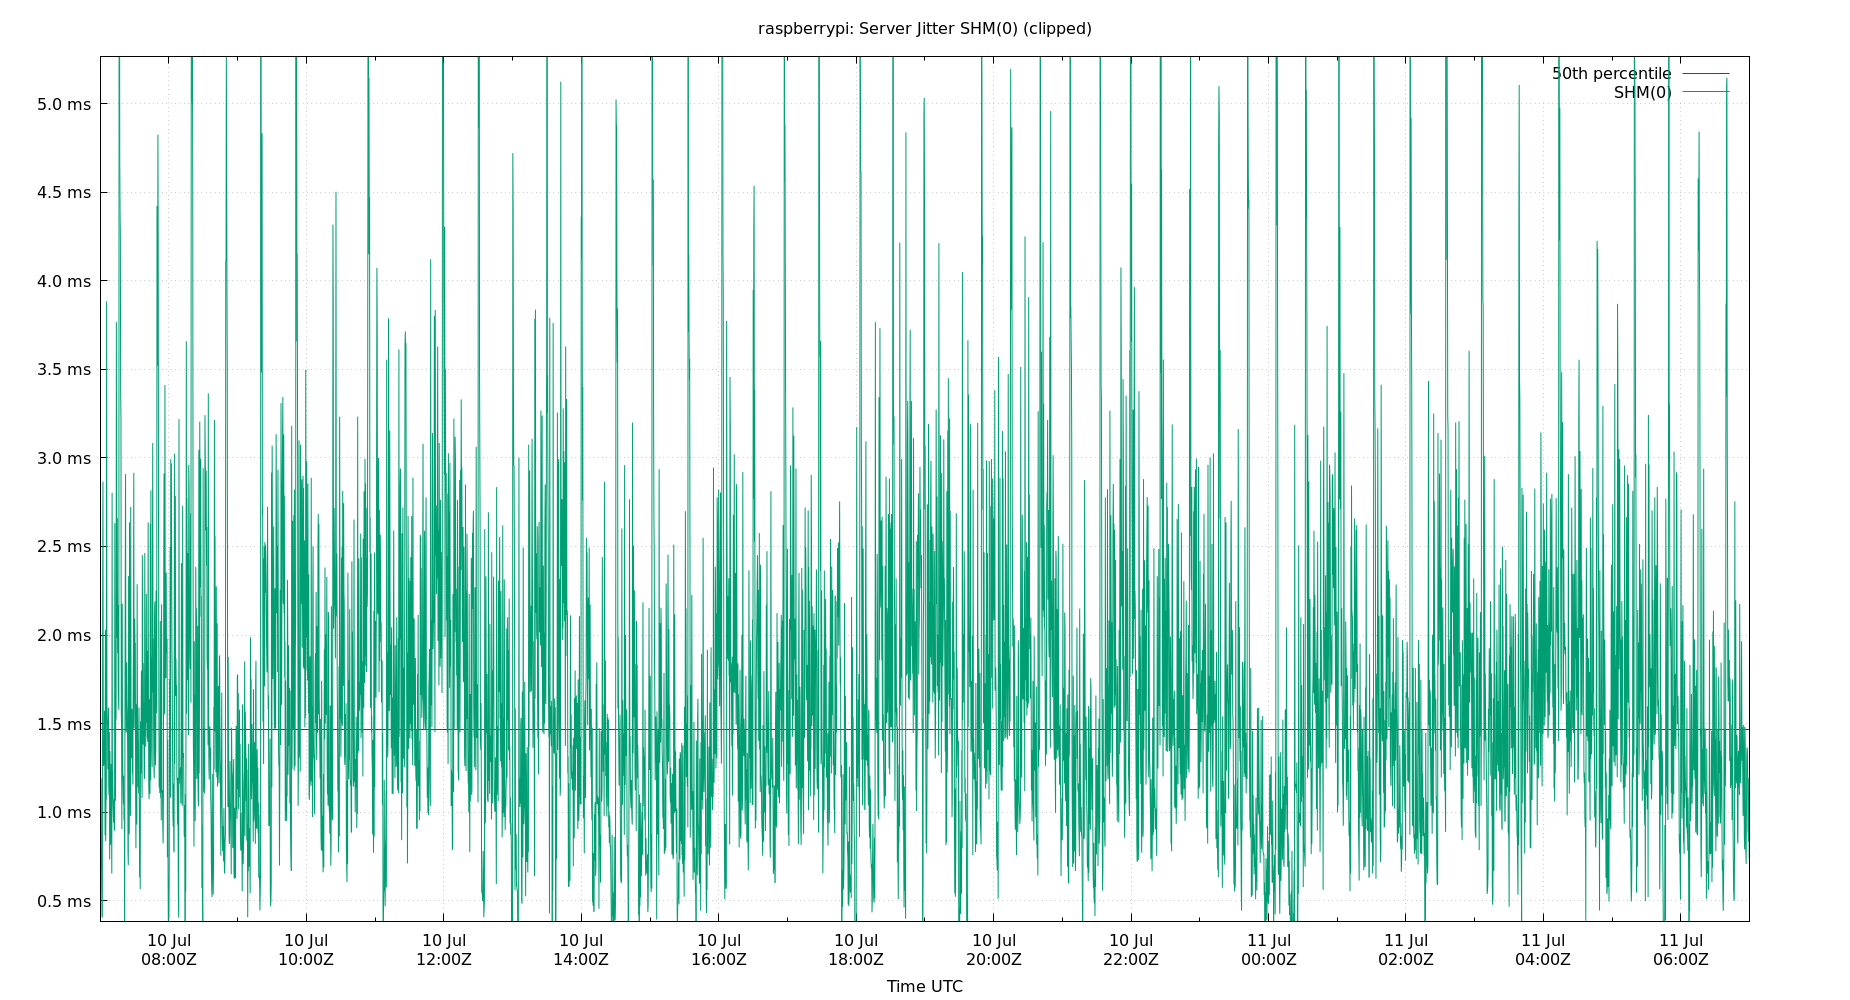 raspberrypi: Server Jitter SHM(0) (clipped)
50th percentile
SHM(0)
5.0 ms
4.5 ms
4.0 ms
3.5 ms
3.0 ms
2.5 ms
2.0 ms
1.5 ms
1.0 ms
0.5 ms
10 Jul 10 Jul 10 Jul 10 Jul 10 Jul 10 Jul 10 Jul 10 Jul 11 Jul 11 Jul 11 Jul 11 Jul
08:00Z 10:00Z 12:00Z 14:00Z 16:00Z 18:00Z 20:00Z 22:00Z 00:00Z 02:00Z 04:00Z 06:00Z
Time UTC